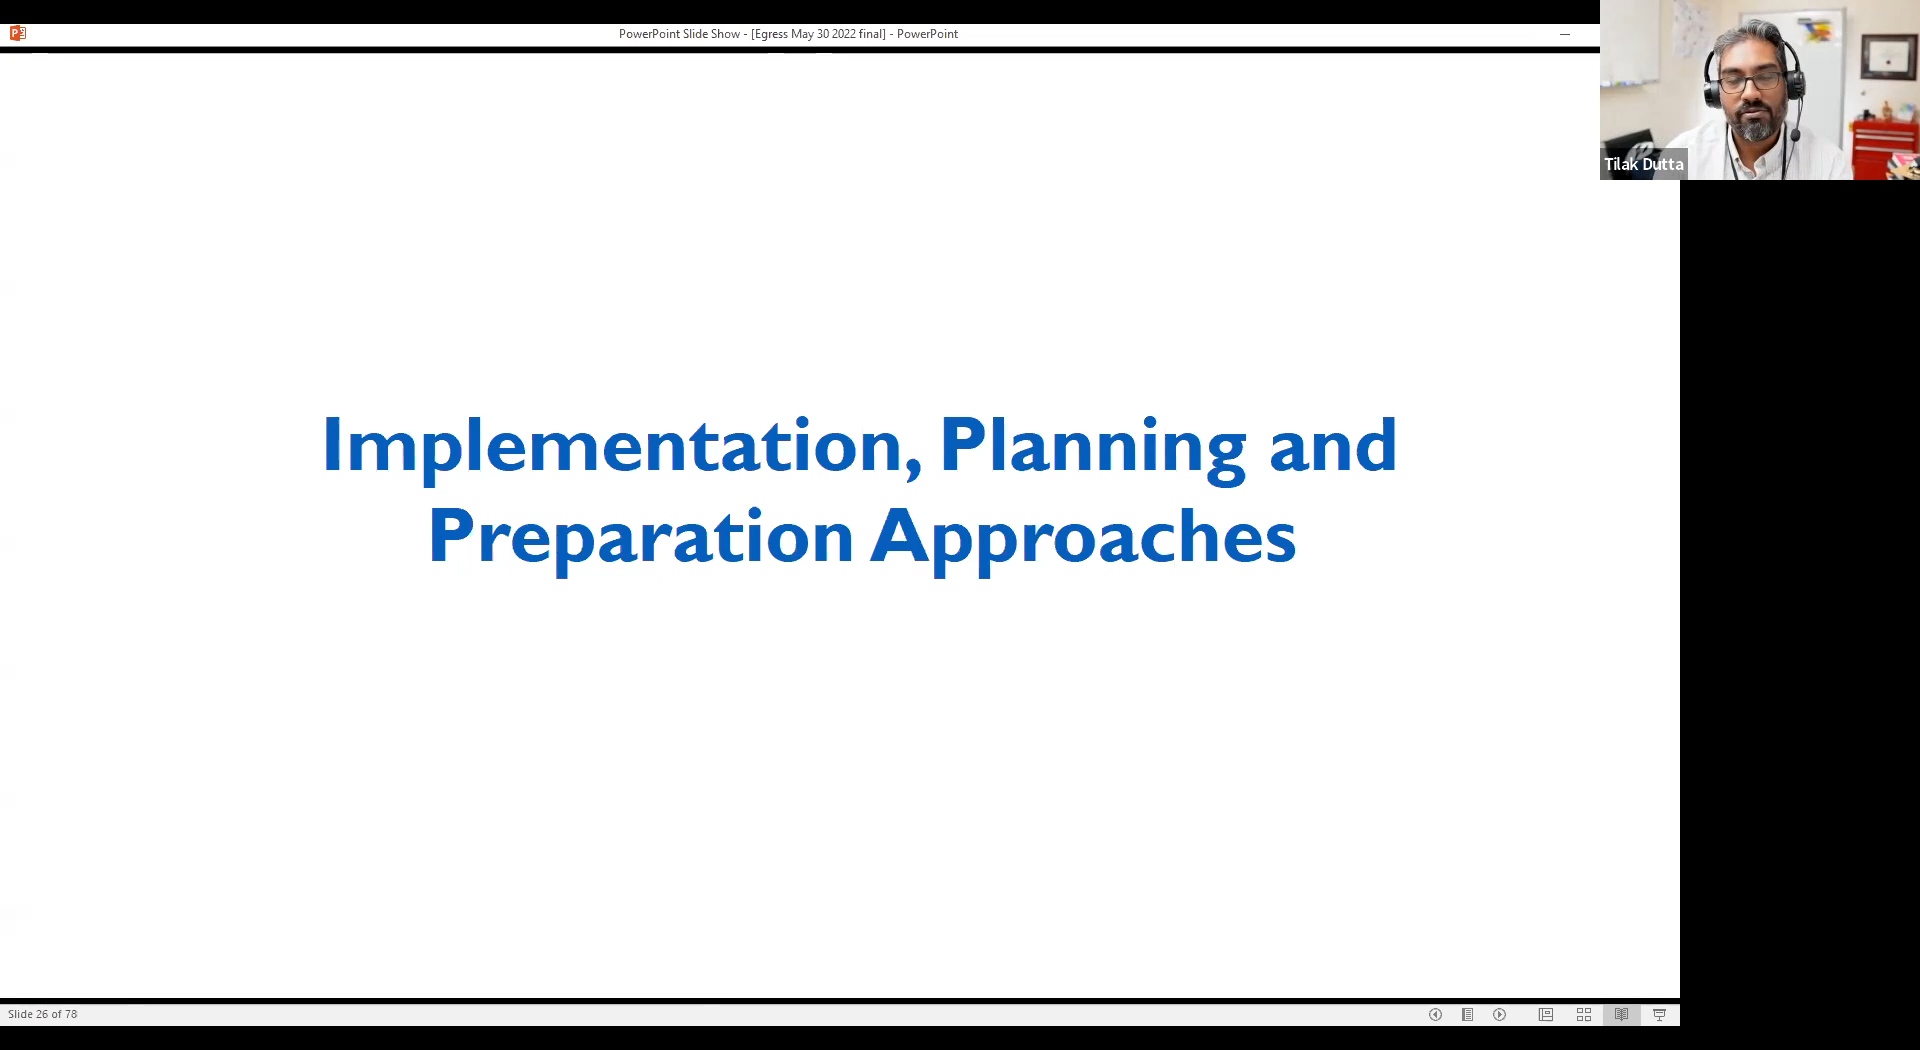 PowerPoint Slide Show - [Egress May 30 2022 final] - PowerPoint
Tilak Dutta
Implementation, Planning and
Preparation Approaches
Slide 26 of 78